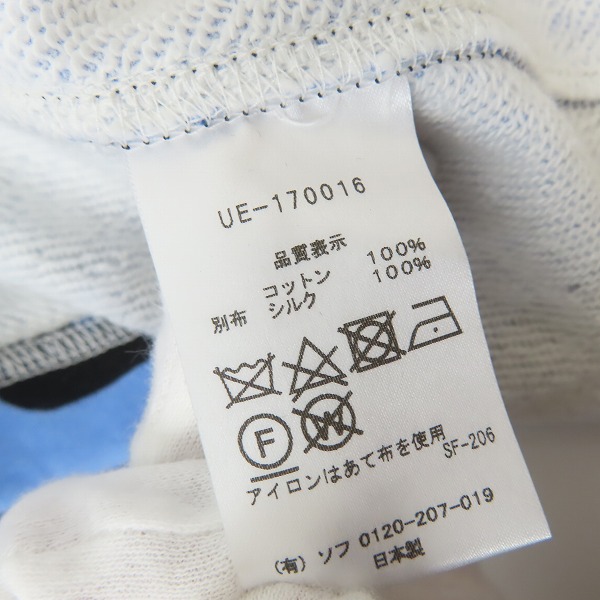 UE-170016
品質表示
コットン 100%
別布 シルク 100%
F W
アイロンはあて布を使用
SF-206
(有) ソフ 0120-207-019
日本製